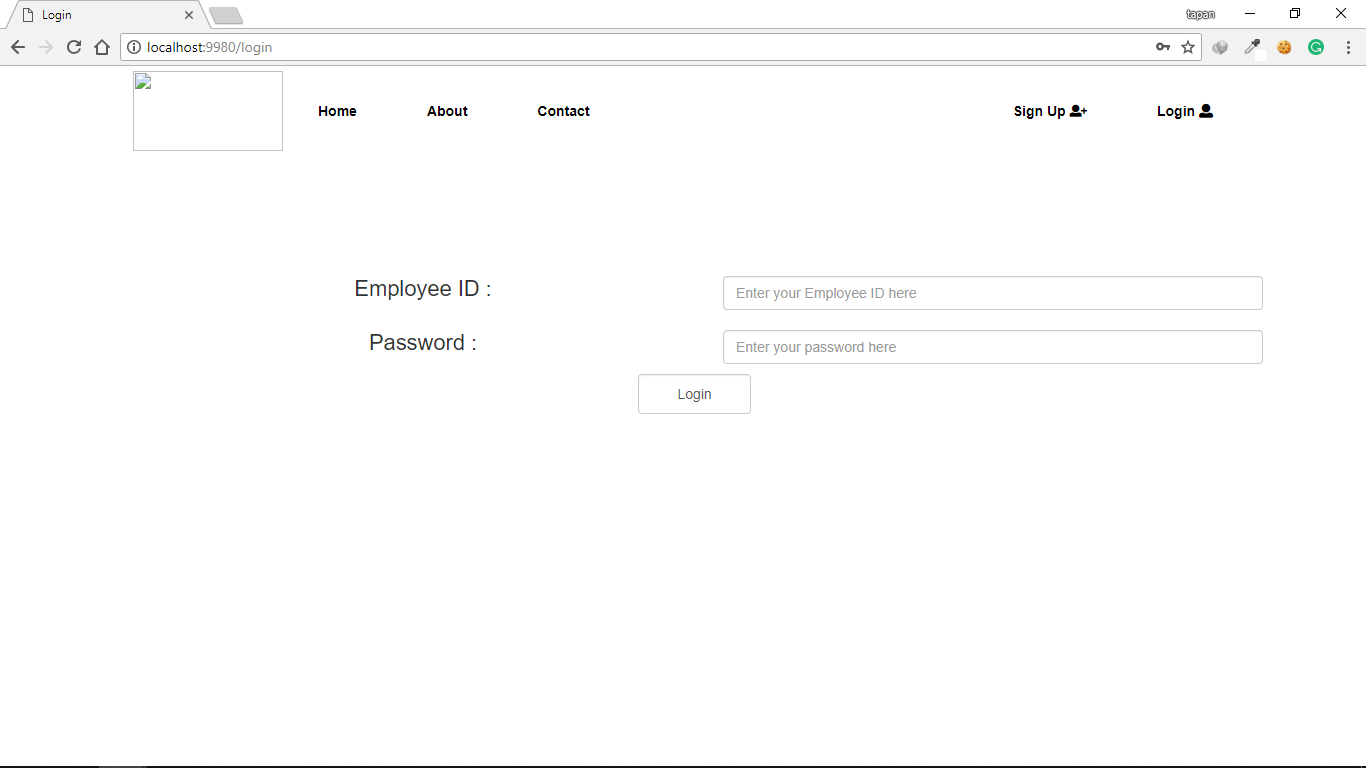 Login
tapan
localhost:9980/login
Home About Contact Sign Up Login
Employee ID : Enter your Employee ID here
Password : Enter your password here
Login